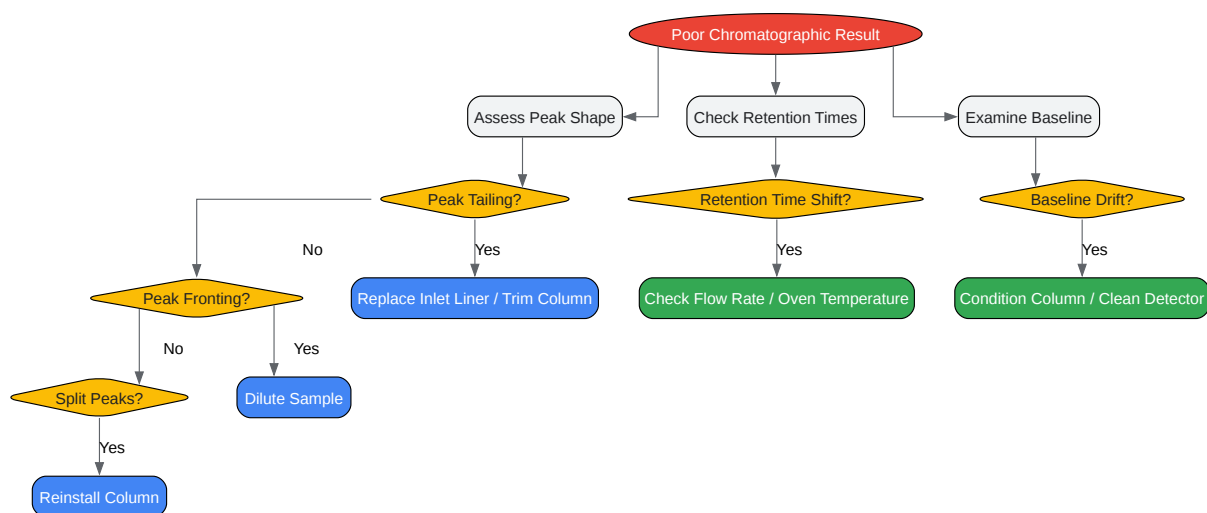 Poor Chromatographic Result
Assess Peak Shape
Check Retention Times
Examine Baseline
Peak Tailing?
Retention Time Shift?
Baseline Drift?
No
Yes
Yes
Yes
Peak Fronting?
Replace Inlet Liner / Trim Column
Check Flow Rate / Oven Temperature
Condition Column / Clean Detector
No
Yes
Split Peaks?
Dilute Sample
Yes
Reinstall Column